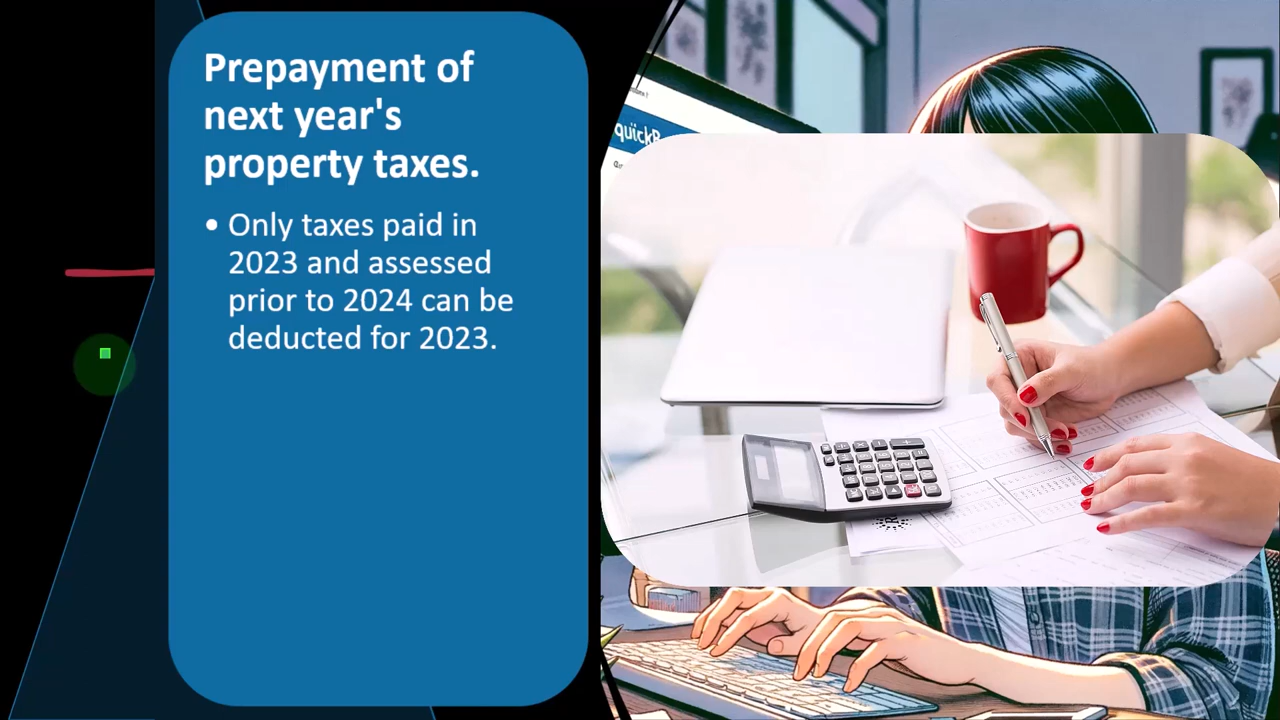 Prepayment of
next year's
property taxes.
• Only taxes paid in
2023 and assessed
prior to 2024 can be
deducted for 2023.
quickB